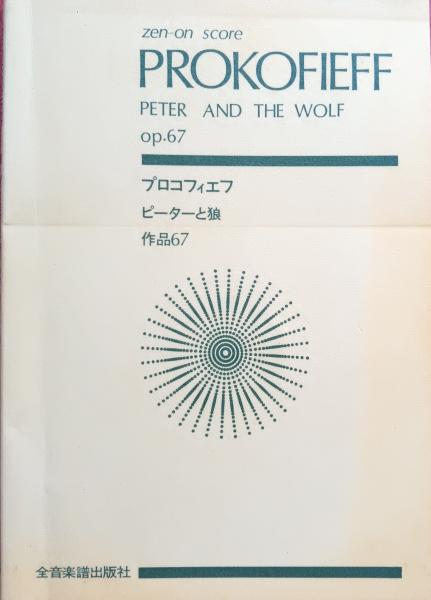 zen-on score
PROKOFIEFF
PETER AND THE WOLF
op.67
プロコフィエフ
ピーターと狼
作品67
全音楽譜出版社